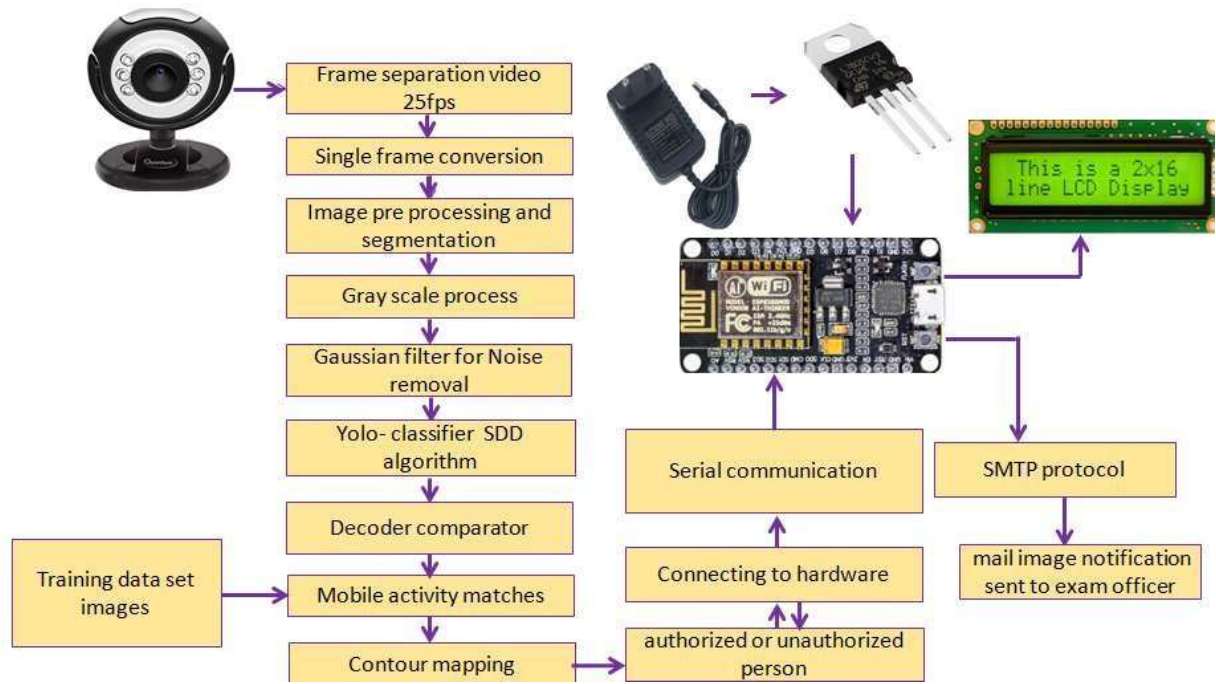 Frame separation video
25fps
Single frame conversion
Image pre processing and
segmentation
Gray scale process
Gaussian filter for Noise
removal
Yolo- classifier SDD
algorithm
Decoder comparator
Training data set
images
Mobile activity matches
Contour mapping
authorized or unauthorized
person
Connecting to hardware
Serial communication
This is a 2x16
line LCD Display
WiFi
FCC
SMTP protocol
mail image notification
sent to exam officer